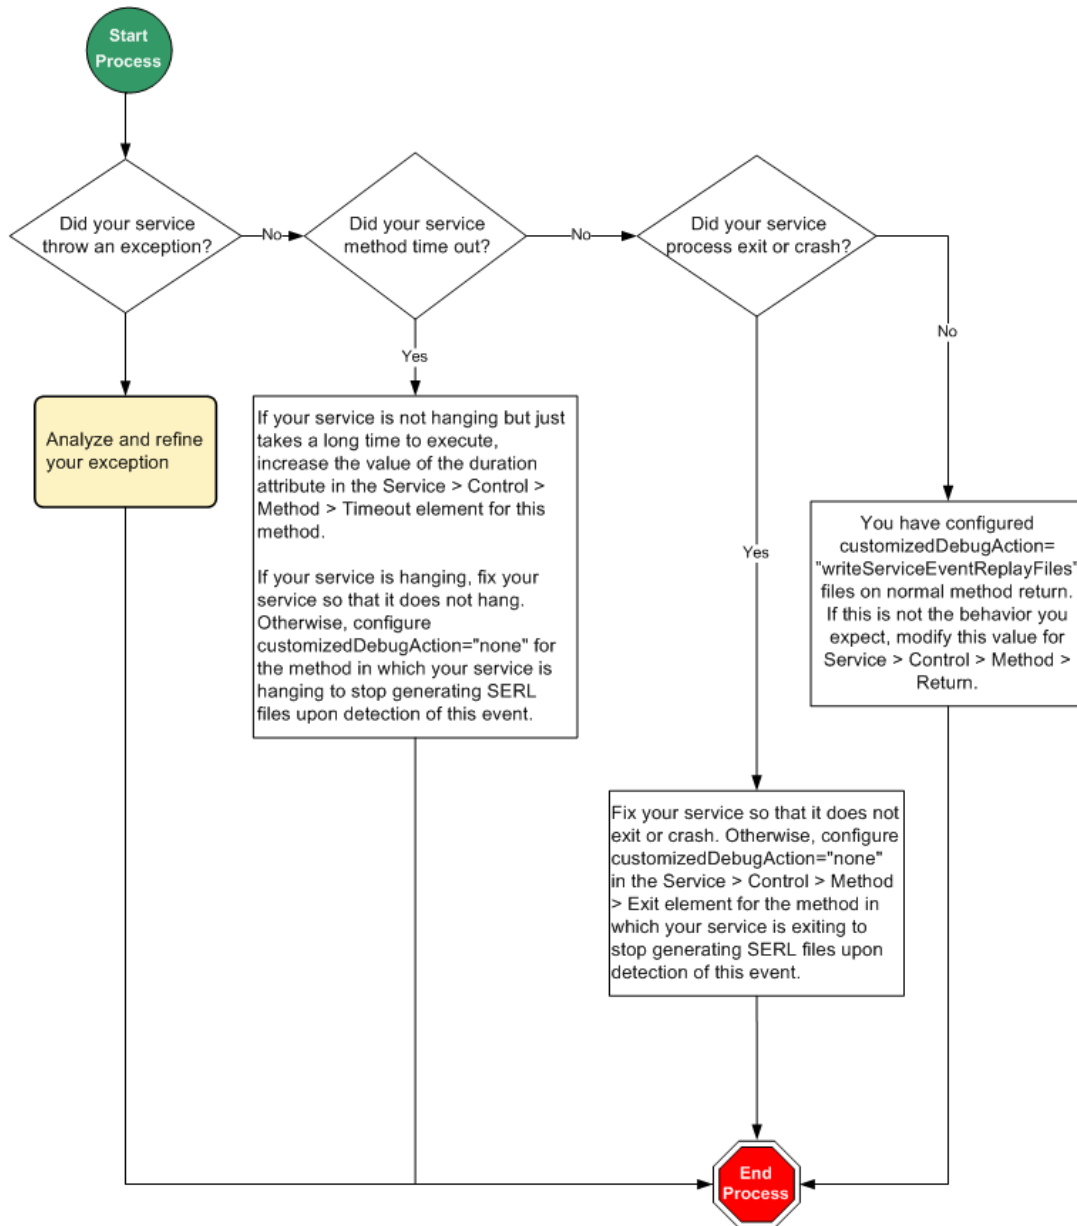 Start
Process
Did your service
throw an exception?
No
Did your service
method time out?
No
Did your service
process exit or crash?
No
Yes
Analyze and refine
your exception
If your service is not hanging but just
takes a long time to execute,
increase the value of the duration
attribute in the Service > Control >
Method > Timeout element for this
method.
If your service is hanging, fix your
service so that it does not hang.
Otherwise, configure
customizedDebugAction="none" for
the method in which your service is
hanging to stop generating SERL
files upon detection of this event.
Yes
You have configured
customizedDebugAction=
"writeServiceEventReplayFiles"
files on normal method return.
If this is not the behavior you
expect, modify this value for
Service > Control > Method >
Return.
Fix your service so that it does not
exit or crash. Otherwise, configure
customizedDebugAction="none"
in the Service > Control > Method
> Exit element for the method in
which your service is exiting to
stop generating SERL files upon
detection of this event.
End
Process